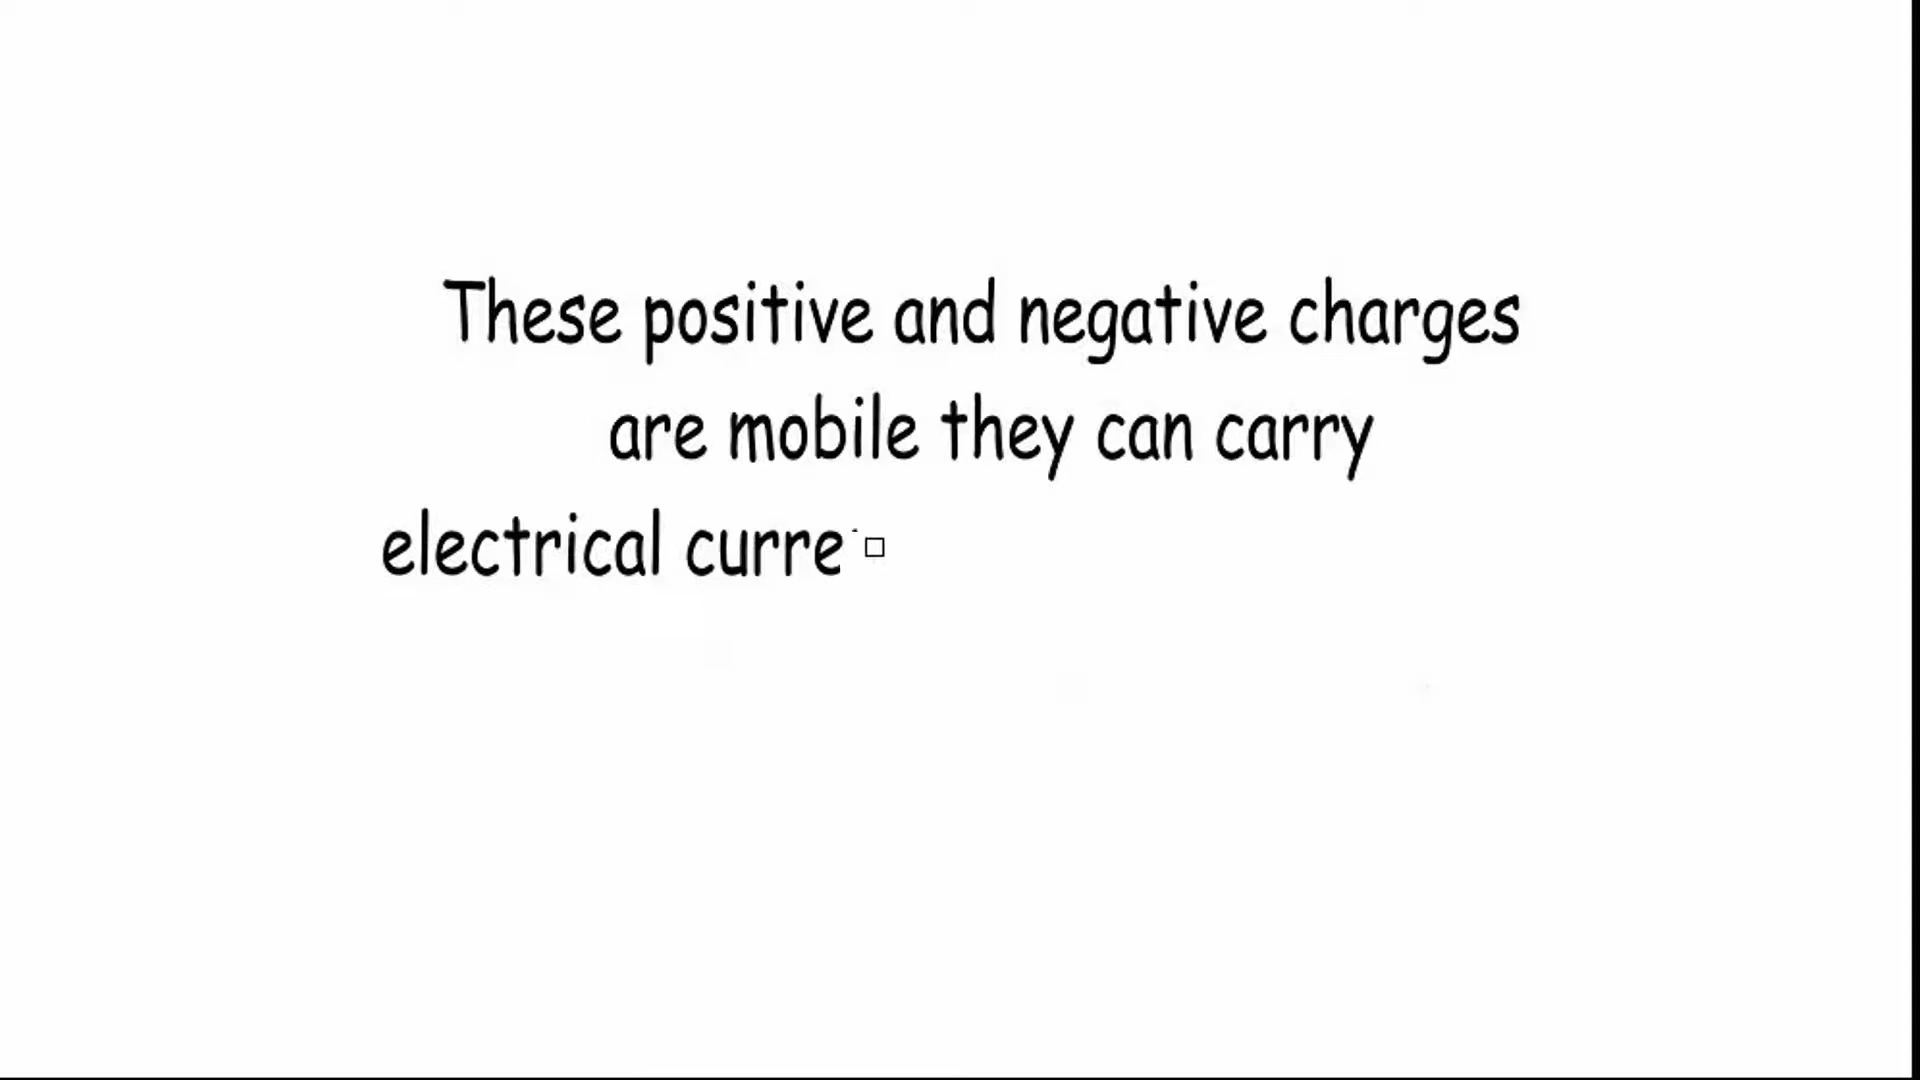 These positive and negative charges
are mobile they can carry
electrical curre